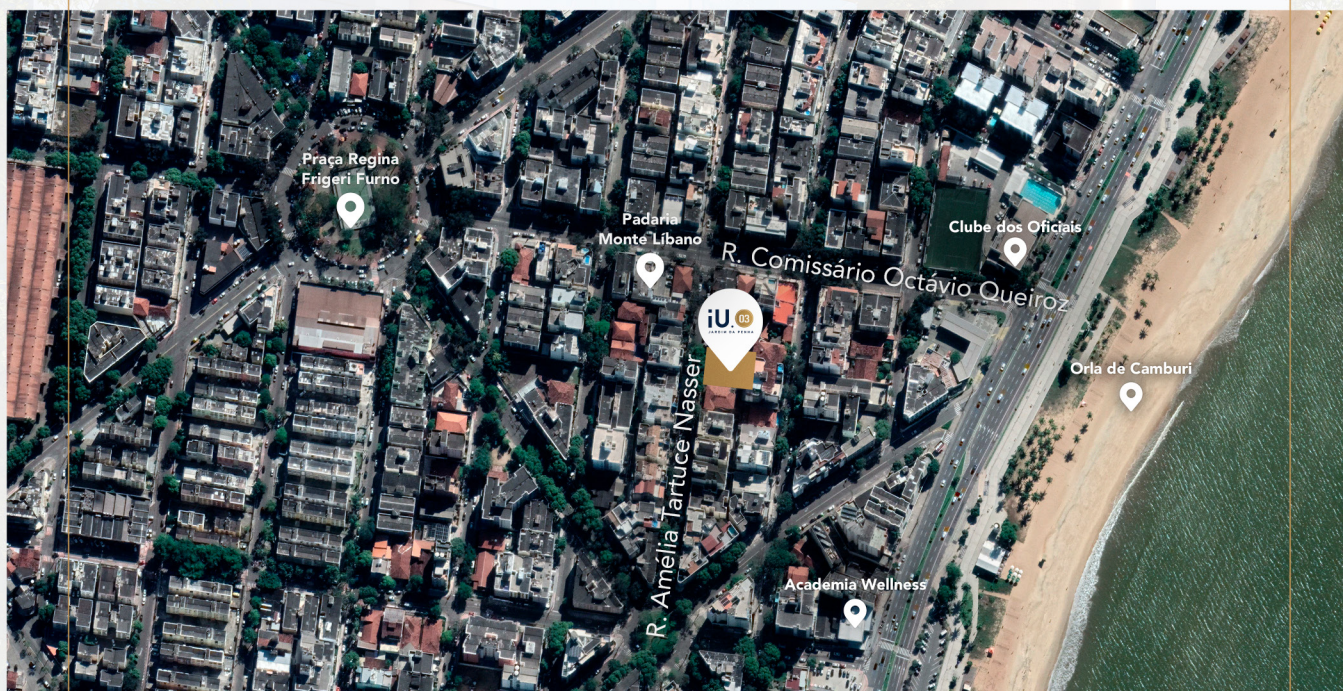 Praça Regina
Frigeri Furno
Padaria
Monte Líbano
R. Comissário Octávio Queiroz
Clube dos Oficiais
iU.03
JARDIM DA PENHA
R. Amélia Tartuce Nasser
Orla de Camburi
Academia Wellness